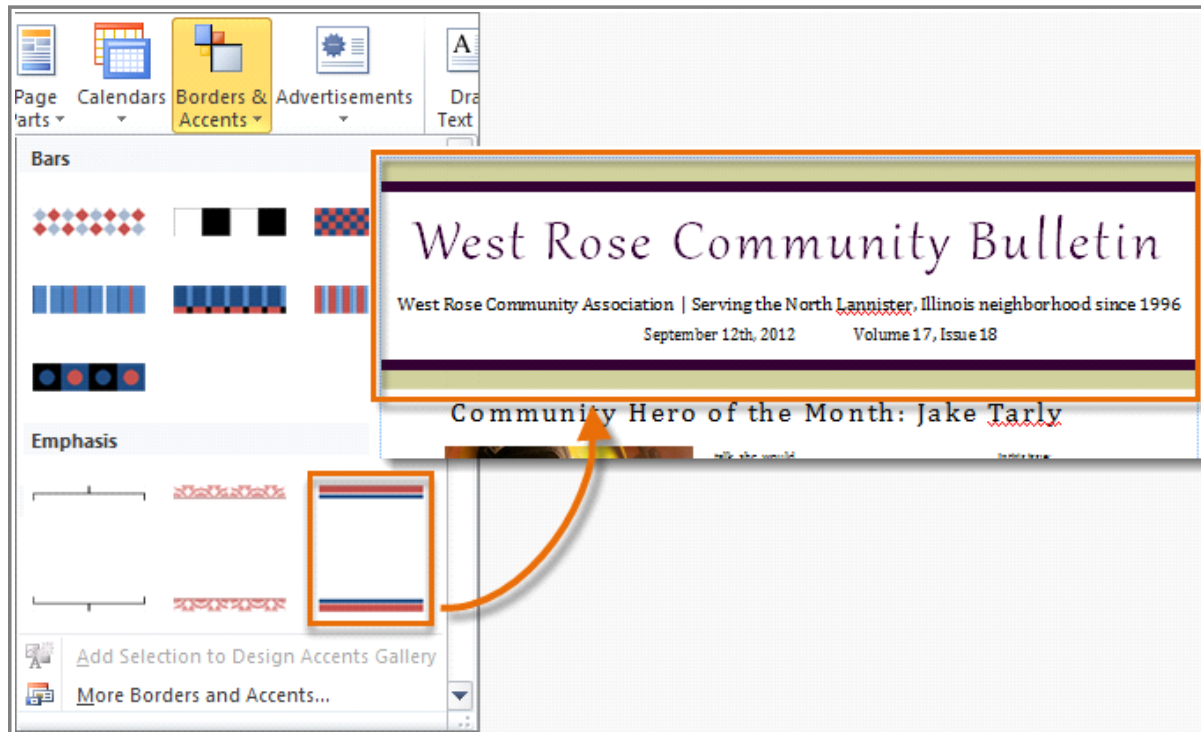 Page Calendars Borders & Advertisements Dra
arts Accents Text
Bars
West Rose Community Bulletin
West Rose Community Association | Serving the North Lannister, Illinois neighborhood since 1996
September 12th, 2012 Volume 17, Issue 18
Community Hero of the Month: Jake Tarly
Emphasis
A
Add Selection to Design Accents Gallery
More Borders and Accents...